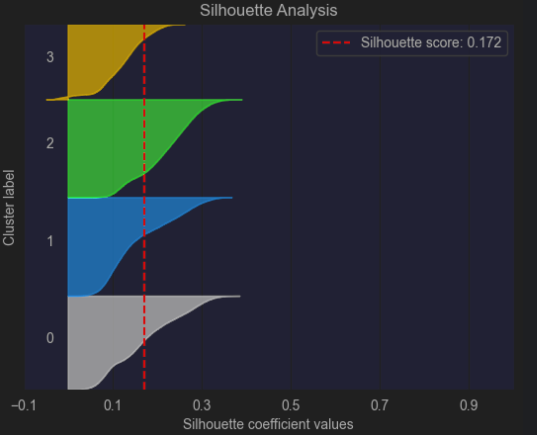 Silhouette Analysis
Silhouette score: 0.172
3
2
1
0
Cluster label
−0.1 0.1 0.3 0.5 0.7 0.9
Silhouette coefficient values